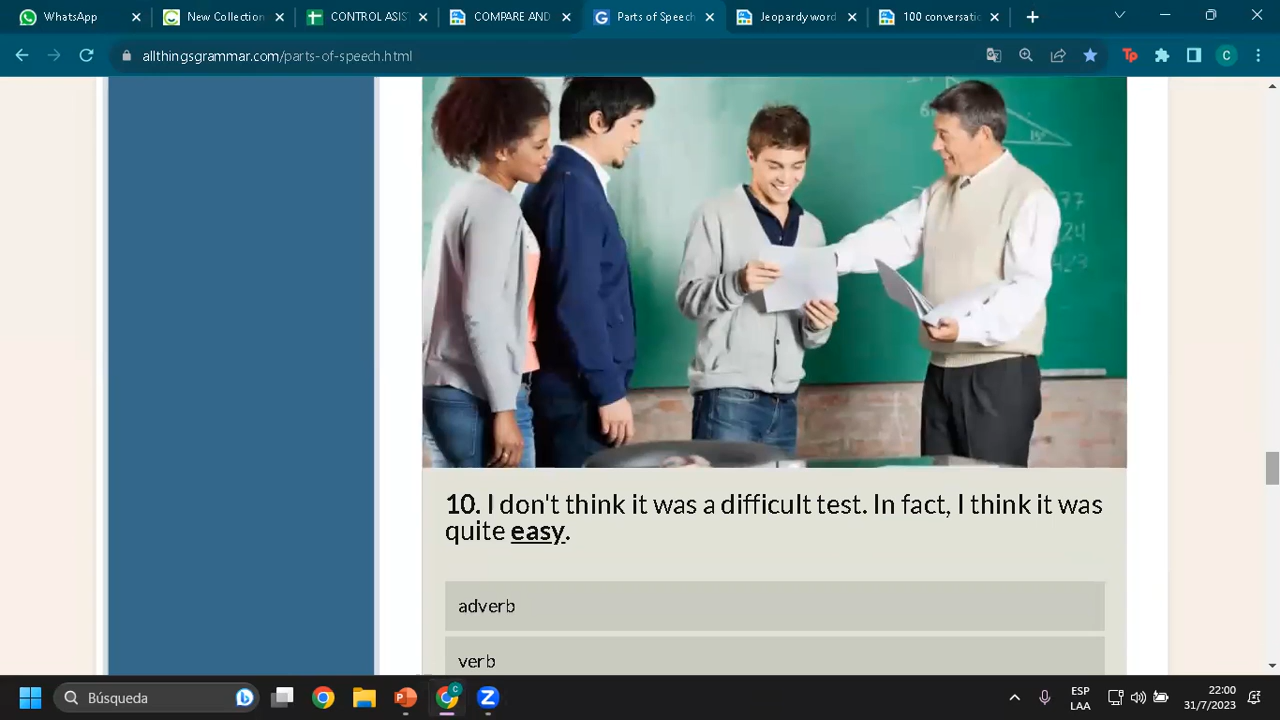 WhatsApp
New Collection
CONTROL ASIS
COMPARE AND
Parts of Speech
Jeopardy word
100 conversatio
allthingsgrammar.com/parts-of-speech.html
C
10. I don't think it was a difficult test. In fact, I think it was
quite easy.
adverb
verb
Búsqueda
ESP
LAA
22:00
31/7/2023